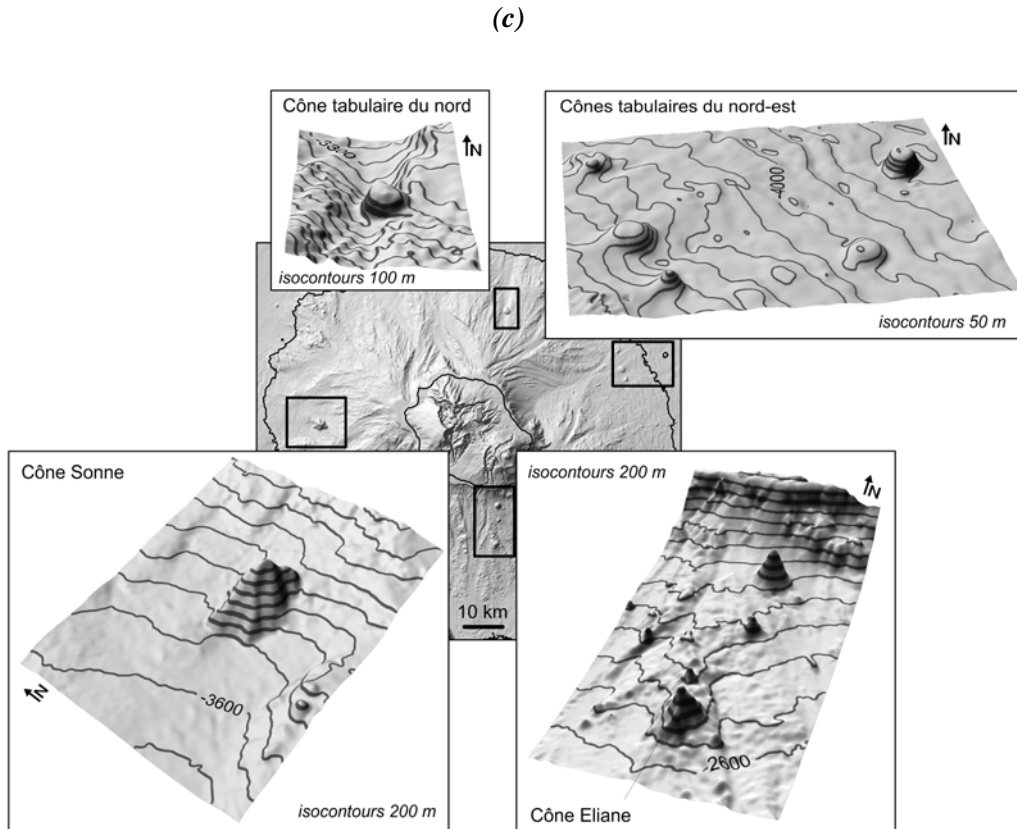 (c)
Cône tabulaire du nord
-3300
N
isocontours 100 m
Cônes tabulaires du nord-est
N
-4000
isocontours 50 m
Cône Sonne
-3600
N
isocontours 200 m
10 km
isocontours 200 m
N
-2600
Cône Eliane